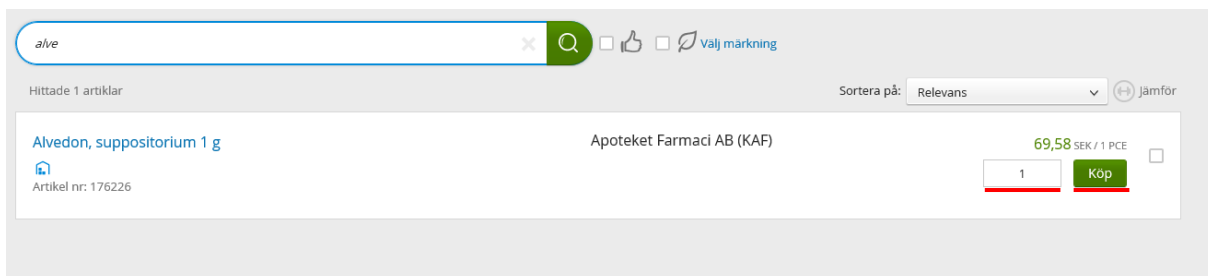 alve
Välj märkning
Hittade 1 artiklar
Sortera på: Relevans Jämför
Alvedon, suppositorium 1 g Apoteket Farmaci AB (KAF) 69,58 SEK / 1 PCE
Artikel nr: 176226 1 Köp